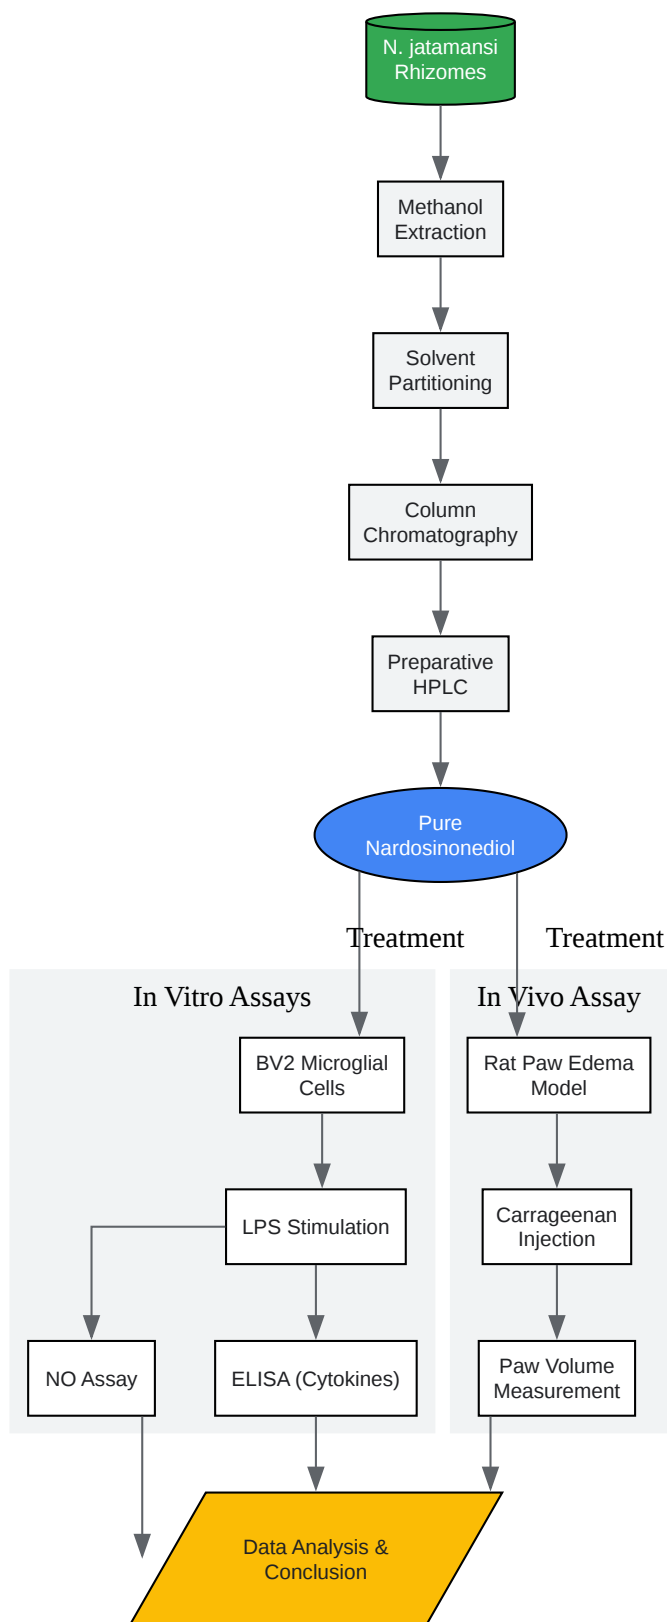 N. jatamansi
Rhizomes
Methanol
Extraction
Solvent
Partitioning
Column
Chromatography
Preparative
HPLC
Pure
Nardosinonediol
Treatment
Treatment
In Vitro Assays
In Vivo Assay
BV2 Microglial
Cells
Rat Paw Edema
Model
LPS Stimulation
Carrageenan
Injection
NO Assay
ELISA (Cytokines)
Paw Volume
Measurement
Data Analysis &
Conclusion